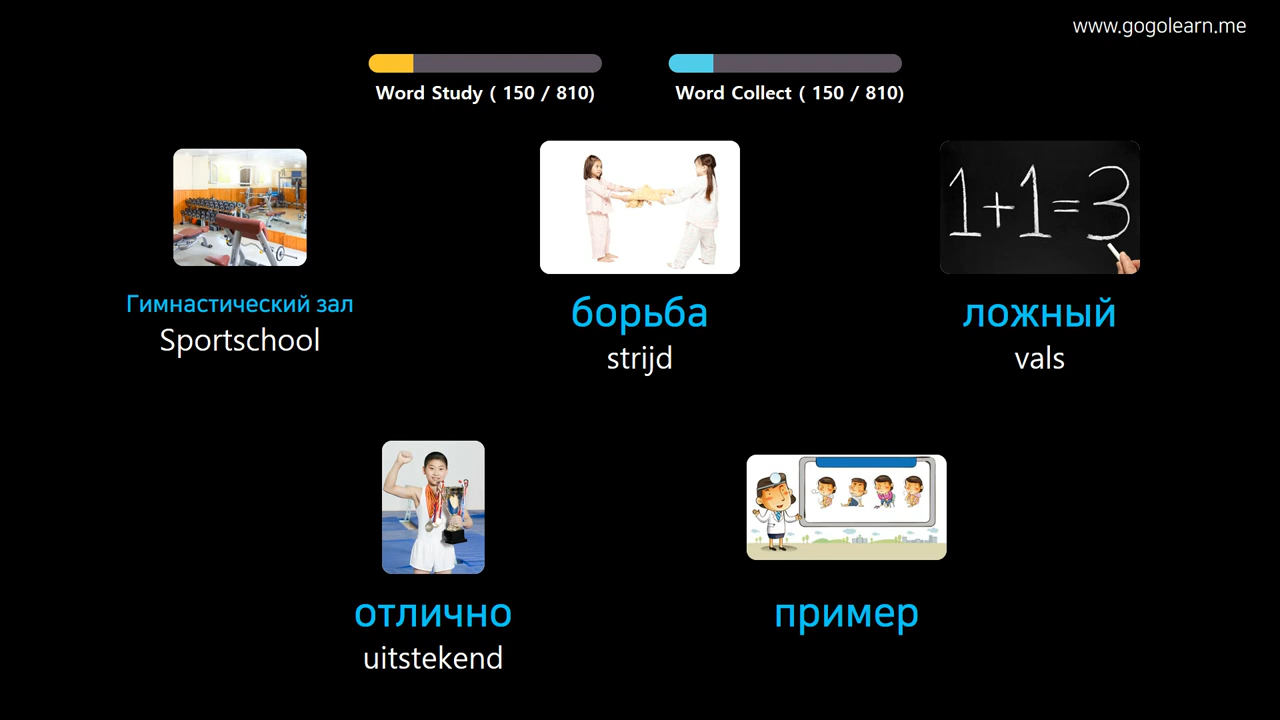 www.gogolearn.me
Word Study ( 150 / 810)
Word Collect ( 150 / 810)
1+1=3
Гимнастический зал
Sportschool
борьба
strijd
ложный
vals
отлично
uitstekend
пример